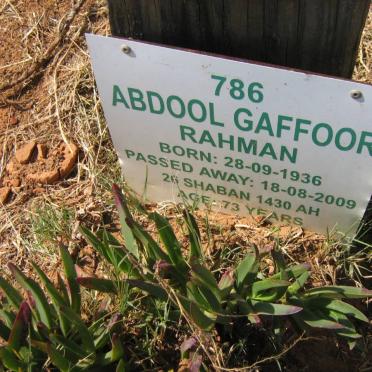 786
ABDOOL GAFFOOR
RAHMAN
BORN: 28-09-1936
PASSED AWAY: 18-08-2009
26 SHABAN 1430 AH
AGE: 73 YEARS